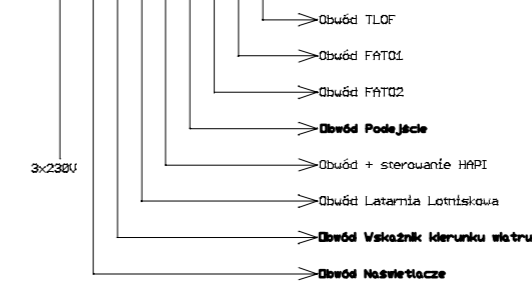 Obwód TLOF
Obwód FATO1
Obwód FATO2
Obwód Podejście
3x230V
Obwód + sterowanie HAPI
Obwód Latarnia Lotniskowa
Obwód Wskaźnik kierunku wiatru
Obwód Naświetlacze